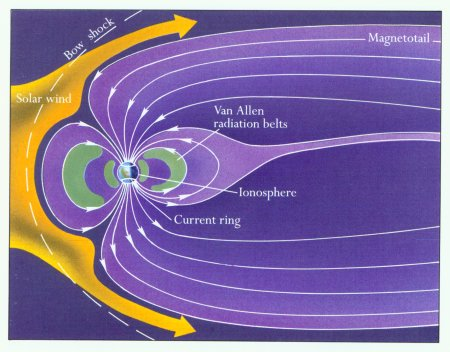 Bow shock
Magnetotail
Solar wind
Van Allen
radiation belts
Ionosphere
Current ring